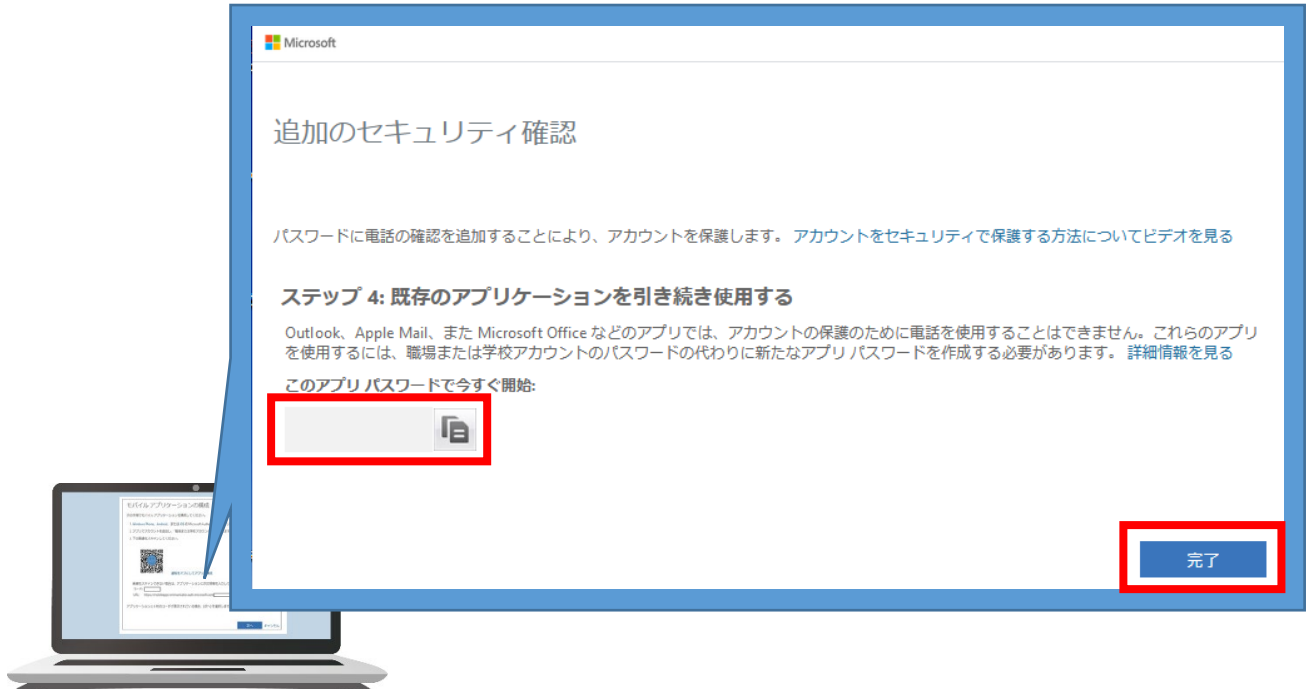 Microsoft
追加のセキュリティ確認
パスワードに電話の確認を追加することにより、アカウントを保護します。 アカウントをセキュリティで保護する方法についてビデオを見る
ステップ 4: 既存のアプリケーションを引き続き使用する
Outlook、Apple Mail、また Microsoft Office などのアプリでは、アカウントの保護のために電話を使用することはできません。これらのアプリ
を使用するには、職場または学校アカウントのパスワードの代わりに新たなアプリ パスワードを作成する必要があります。 詳細情報を見る
このアプリ パスワードで今すぐ開始:
完了
モバイル アプリケーションの構成